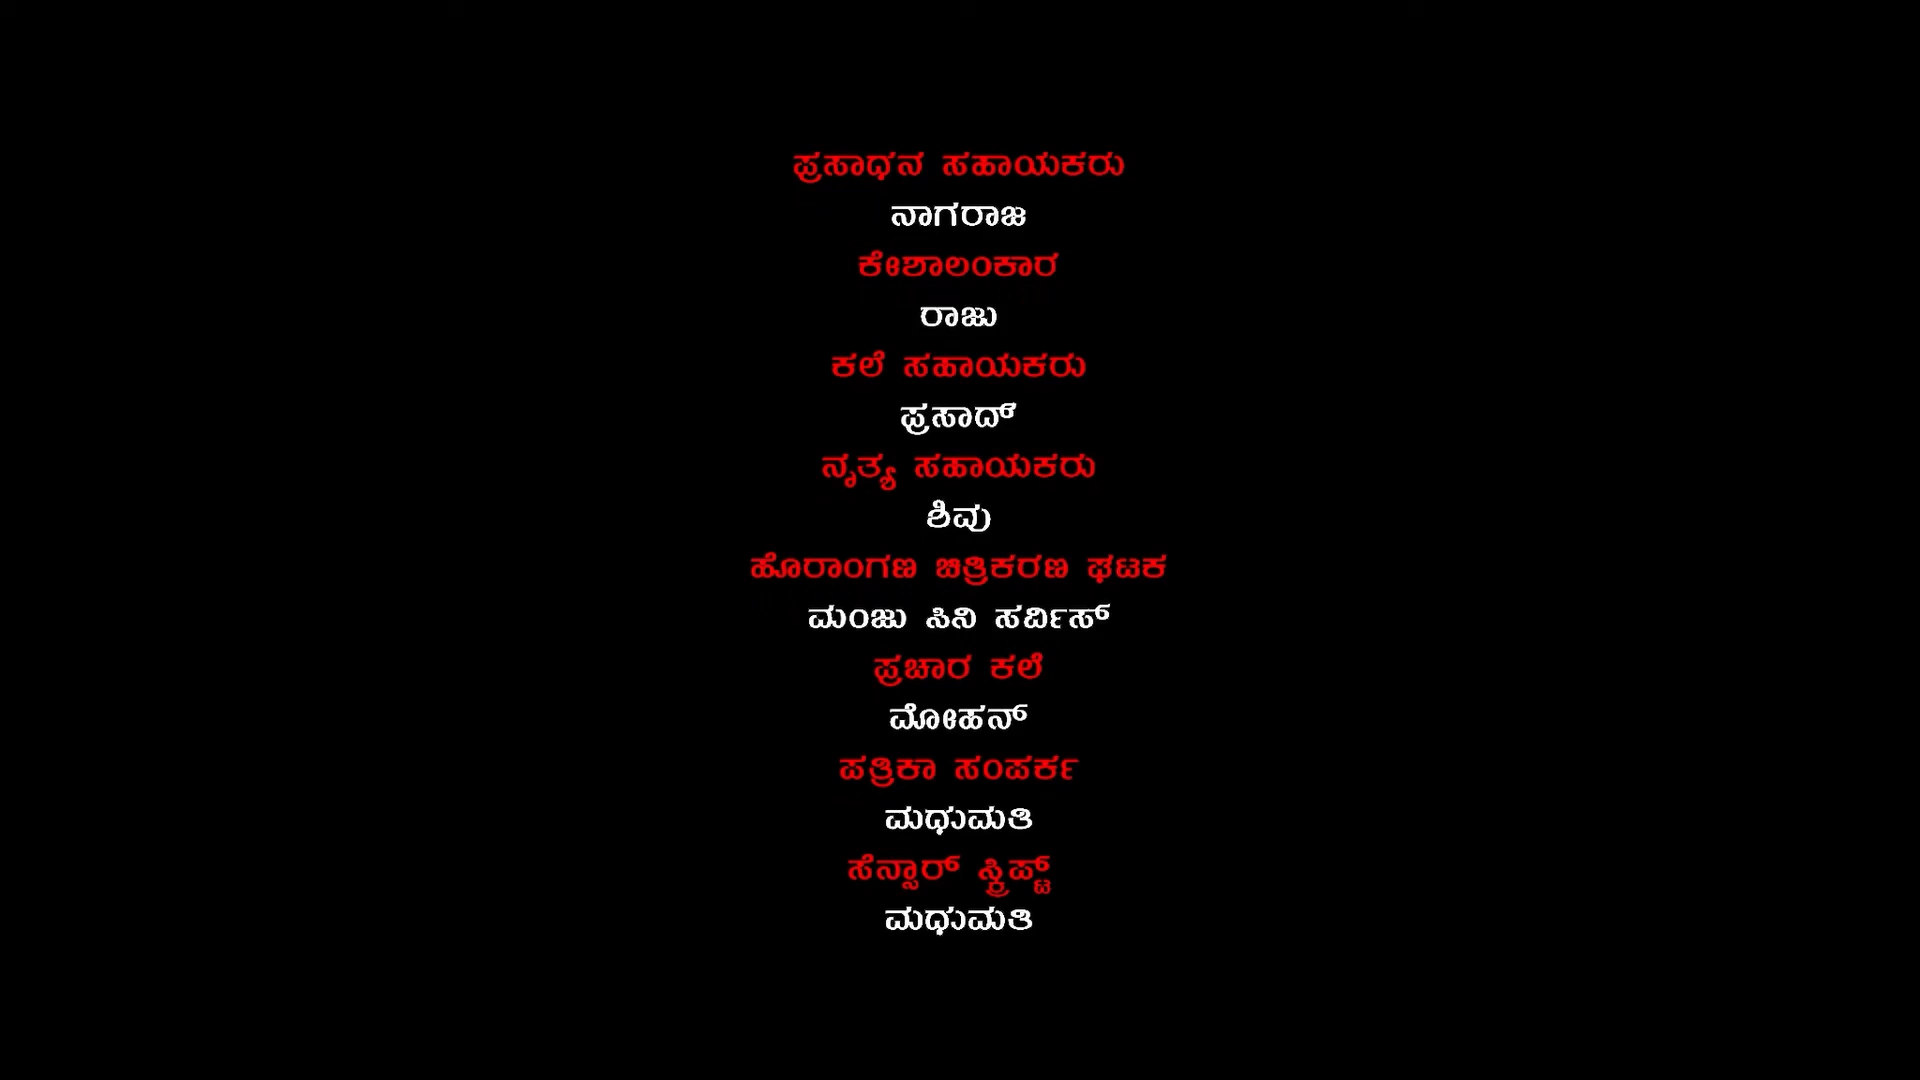 ಪ್ರಸಾಧನ ಸಹಾಯಕರು
ನಾಗರಾಜ
ಕೇಶಾಲಂಕಾರ
ರಾಜು
ಕಲೆ ಸಹಾಯಕರು
ಪ್ರಸಾದ್
ನೃತ್ಯ ಸಹಾಯಕರು
ಶಿವು
ಹೊರಾಂಗಣ ಚಿತ್ರಿಕರಣ ಘಟಕ
ಮಂಜು ಸಿನಿ ಸರ್ವಿಸ್
ಪ್ರಚಾರ ಕಲೆ
ಮೋಹನ್
ಪತ್ರಿಕಾ ಸಂಪರ್ಕ
ಮಧುಮತಿ
ಸೆನ್ಸಾರ್ ಸ್ಕ್ರಿಪ್ಟ್
ಮಧುಮತಿ